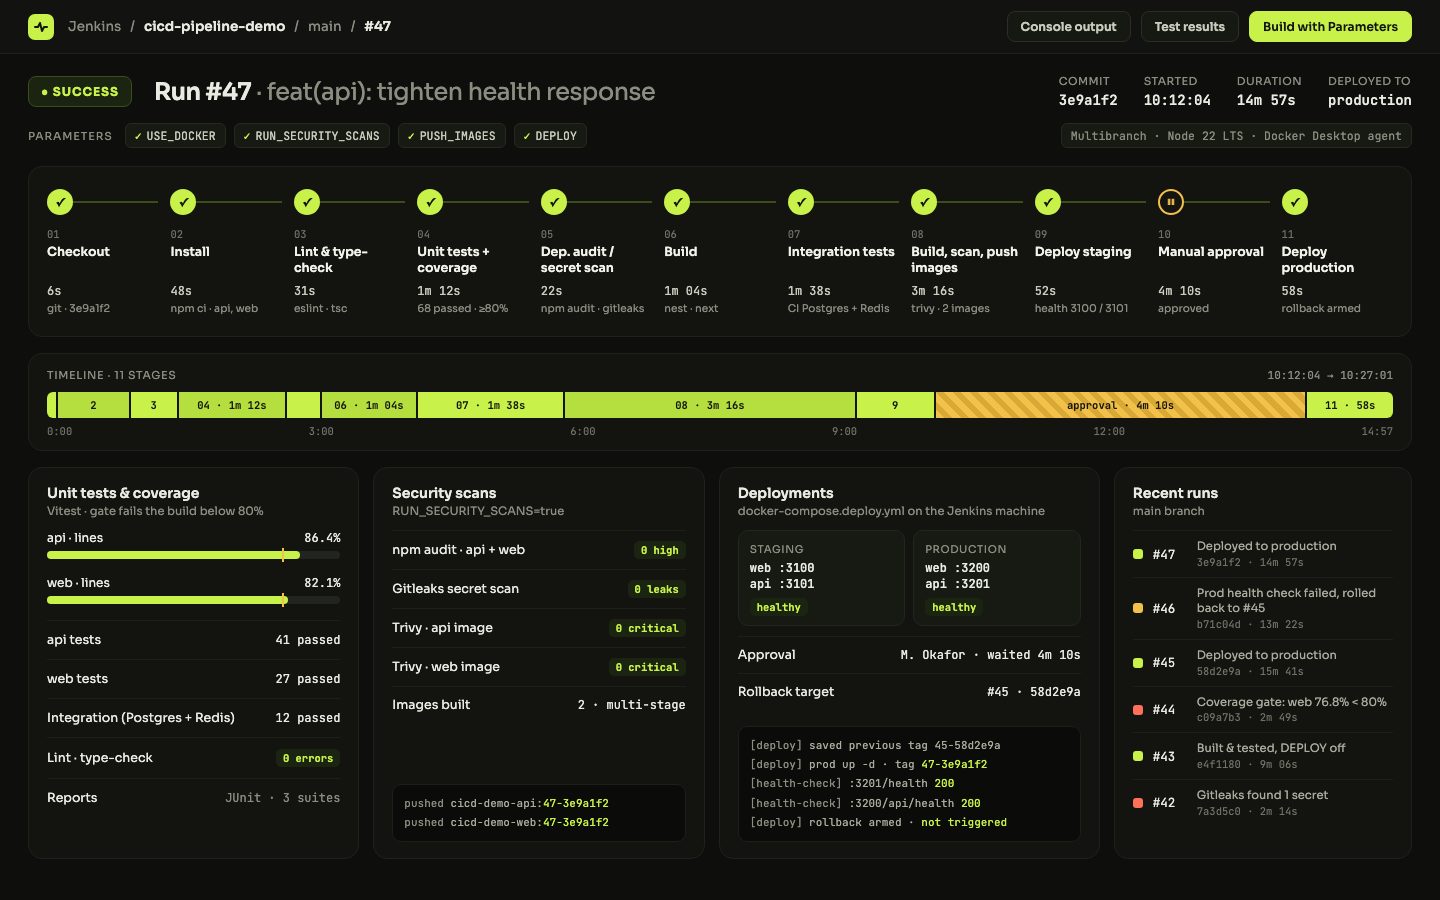 Jenkins / cicd-pipeline-demo / main / #47
Console output
Test results
Build with Parameters
SUCCESS
Run #47 · feat(api): tighten health response
COMMIT
3e9a1f2
STARTED
10:12:04
DURATION
14m 57s
DEPLOYED TO
production
PARAMETERS
✓ USE_DOCKER
✓ RUN_SECURITY_SCANS
✓ PUSH_IMAGES
✓ DEPLOY
Multibranch · Node 22 LTS · Docker Desktop agent
01
Checkout
6s
git · 3e9a1f2
02
Install
48s
npm ci · api, web
03
Lint & type-
check
31s
eslint · tsc
04
Unit tests +
coverage
1m 12s
68 passed · ≥80%
05
Dep. audit /
secret scan
22s
npm audit · gitleaks
06
Build
1m 04s
nest · next
07
Integration tests
1m 38s
CI Postgres + Redis
08
Build, scan, push
images
3m 16s
trivy · 2 images
09
Deploy staging
52s
health 3100 / 3101
10
Manual approval
4m 10s
approved
11
Deploy
production
58s
rollback armed
TIMELINE · 11 STAGES
10:12:04 → 10:27:01
2
3
04 · 1m 12s
06 · 1m 04s
07 · 1m 38s
08 · 3m 16s
9
approval · 4m 10s
11 · 58s
0:00
3:00
6:00
9:00
12:00
14:57
Unit tests & coverage
Vitest · gate fails the build below 80%
api · lines 86.4%
web · lines 82.1%
api tests 41 passed
web tests 27 passed
Integration (Postgres + Redis) 12 passed
Lint · type-check 0 errors
Reports JUnit · 3 suites
Security scans
RUN_SECURITY_SCANS=true
npm audit · api + web 0 high
Gitleaks secret scan 0 leaks
Trivy · api image 0 critical
Trivy · web image 0 critical
Images built 2 · multi-stage
pushed cicd-demo-api:47-3e9a1f2
pushed cicd-demo-web:47-3e9a1f2
Deployments
docker-compose.deploy.yml on the Jenkins machine
STAGING
web :3100
api :3101
healthy
PRODUCTION
web :3200
api :3201
healthy
Approval M. Okafor · waited 4m 10s
Rollback target #45 · 58d2e9a
[deploy] saved previous tag 45-58d2e9a
[deploy] prod up -d · tag 47-3e9a1f2
[health-check] :3201/health 200
[health-check] :3200/api/health 200
[deploy] rollback armed · not triggered
Recent runs
main branch
#47 Deployed to production
3e9a1f2 · 14m 57s
#46 Prod health check failed, rolled
back to #45
b71c04d · 13m 22s
#45 Deployed to production
58d2e9a · 15m 41s
#44 Coverage gate: web 76.8% < 80%
c09a7b3 · 2m 49s
#43 Built & tested, DEPLOY off
e4f1180 · 9m 06s
#42 Gitleaks found 1 secret
7a3d5c0 · 2m 14s